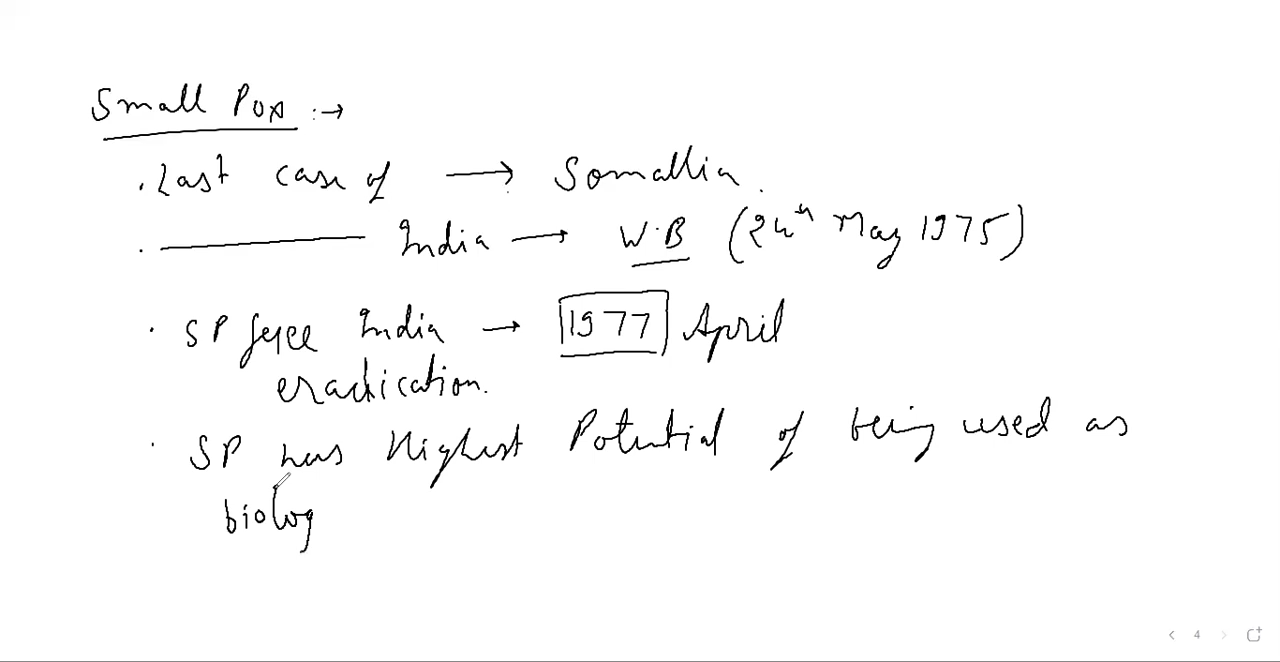 Small Pox :→
. Last case of → Somallia.
. ———— India → W.B (24th May 1975)
. SP free India → 1977 April
eradication.
. SP has Highest Potential of being used as
biolog
4